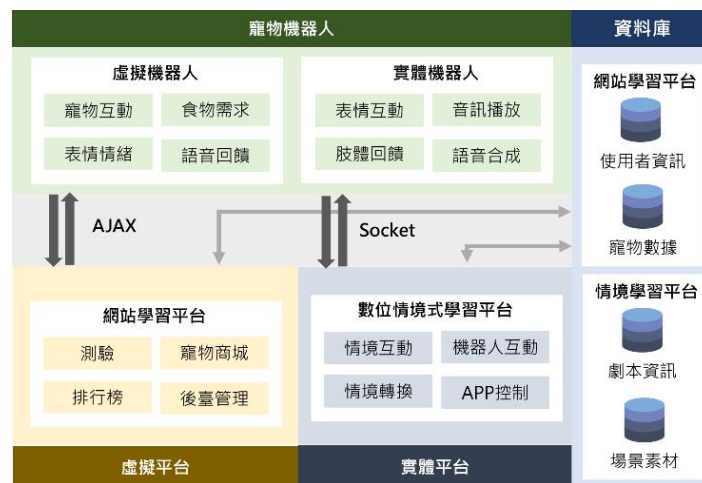 寵物機器人
虛擬機器人
寵物互動 食物需求
表情情緒 語音回饋
實體機器人
表情互動 音訊播放
肢體回饋 語音合成
AJAX
Socket
網站學習平台
測驗 寵物商城
排行榜 後臺管理
虛擬平台
數位情境式學習平台
情境互動 機器人互動
情境轉換 APP控制
實體平台
資料庫
網站學習平台
使用者資訊
寵物數據
情境學習平台
劇本資訊
場景素材